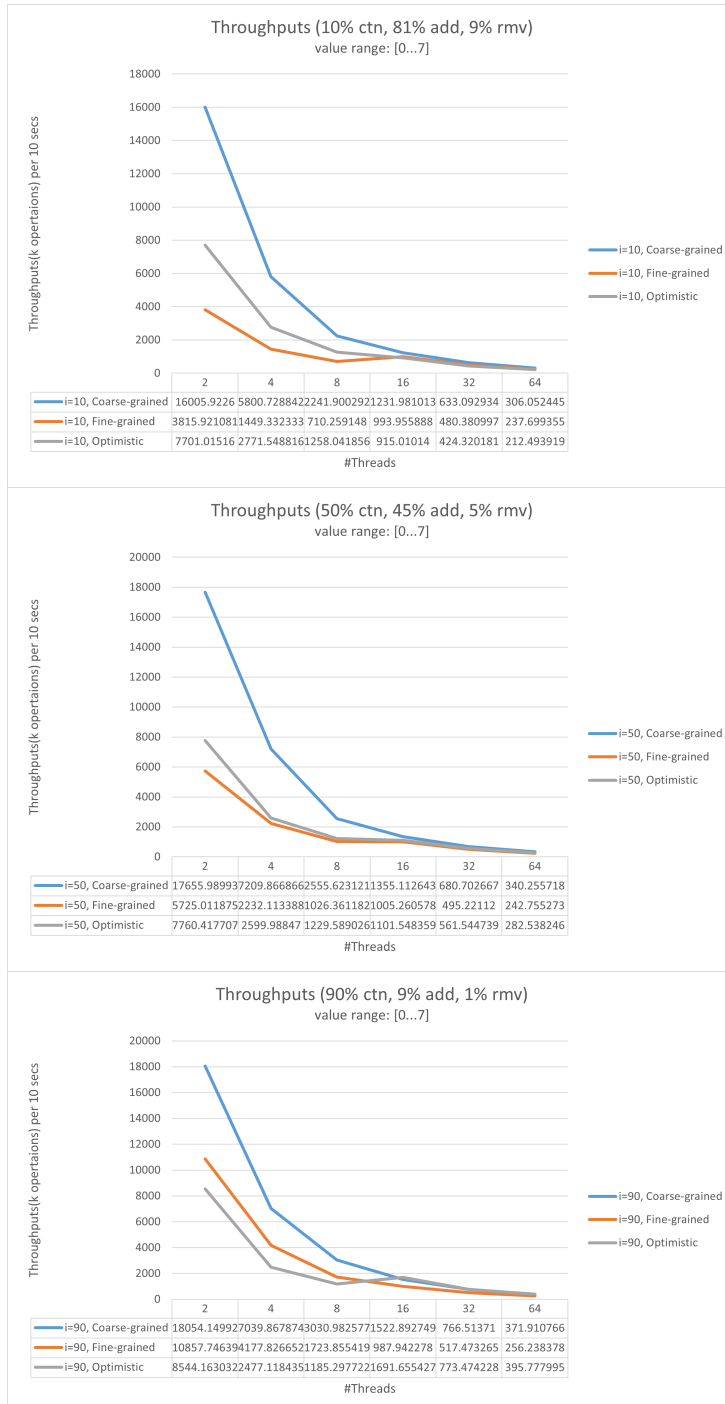 Throughputs (10% ctn, 81% add, 9% rmv)
value range: [0...7]
Throughputs(k opertaions) per 10 secs
18000
16000
14000
12000
10000
8000
6000
4000
2000
0
i=10, Coarse-grained
i=10, Fine-grained
i=10, Optimistic
2 4 8 16 32 64
i=10, Coarse-grained 16005.9226 5800.728842 2241.900292 1231.981013 633.092934 306.052445
i=10, Fine-grained 3815.921081 1449.332333 710.259148 993.955888 480.380997 237.699355
i=10, Optimistic 7701.01516 2771.548816 1258.041856 915.01014 424.320181 212.493919
#Threads
Throughputs (50% ctn, 45% add, 5% rmv)
value range: [0...7]
Throughputs(k opertaions) per 10 secs
20000
18000
16000
14000
12000
10000
8000
6000
4000
2000
0
i=50, Coarse-grained
i=50, Fine-grained
i=50, Optimistic
2 4 8 16 32 64
i=50, Coarse-grained 17655.98993 7209.866866 2555.623121 1355.112643 680.702667 340.255718
i=50, Fine-grained 5725.011875 2232.113388 1026.361182 1005.260578 495.22112 242.755273
i=50, Optimistic 7760.417707 2599.98847 1229.589026 1101.548359 561.544739 282.538246
#Threads
Throughputs (90% ctn, 9% add, 1% rmv)
value range: [0...7]
Throughputs(k opertaions) per 10 secs
20000
18000
16000
14000
12000
10000
8000
6000
4000
2000
0
i=90, Coarse-grained
i=90, Fine-grained
i=90, Optimistic
2 4 8 16 32 64
i=90, Coarse-grained 18054.14992 7039.867874 3030.982577 1522.892749 766.51371 371.910766
i=90, Fine-grained 10857.74639 4177.826652 1723.855419 987.942278 517.473265 256.238378
i=90, Optimistic 8544.163032 2477.118435 1185.297722 1691.655427 773.474228 395.777995
#Threads